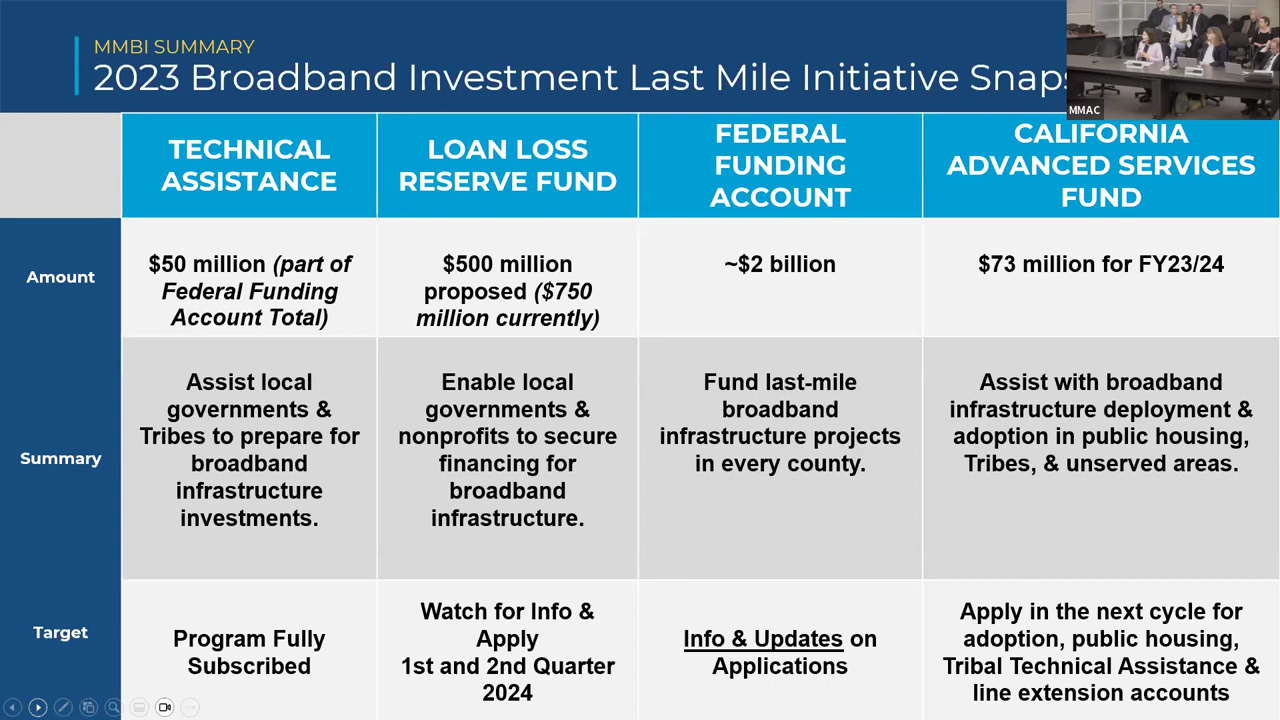 MMBI SUMMARY
2023 Broadband Investment Last Mile Initiative Snaps
MMAC
TECHNICAL
ASSISTANCE
LOAN LOSS
RESERVE FUND
FEDERAL
FUNDING
ACCOUNT
CALIFORNIA
ADVANCED SERVICES
FUND
Amount
$50 million (part of
Federal Funding
Account Total)
$500 million
proposed ($750
million currently)
~$2 billion
$73 million for FY23/24
Summary
Assist local
governments &
Tribes to prepare for
broadband
infrastructure
investments.
Enable local
governments &
nonprofits to secure
financing for
broadband
infrastructure.
Fund last-mile
broadband
infrastructure projects
in every county.
Assist with broadband
infrastructure deployment &
adoption in public housing,
Tribes, & unserved areas.
Target
Program Fully
Subscribed
Watch for Info &
Apply
1st and 2nd Quarter
2024
Info & Updates on
Applications
Apply in the next cycle for
adoption, public housing,
Tribal Technical Assistance &
line extension accounts